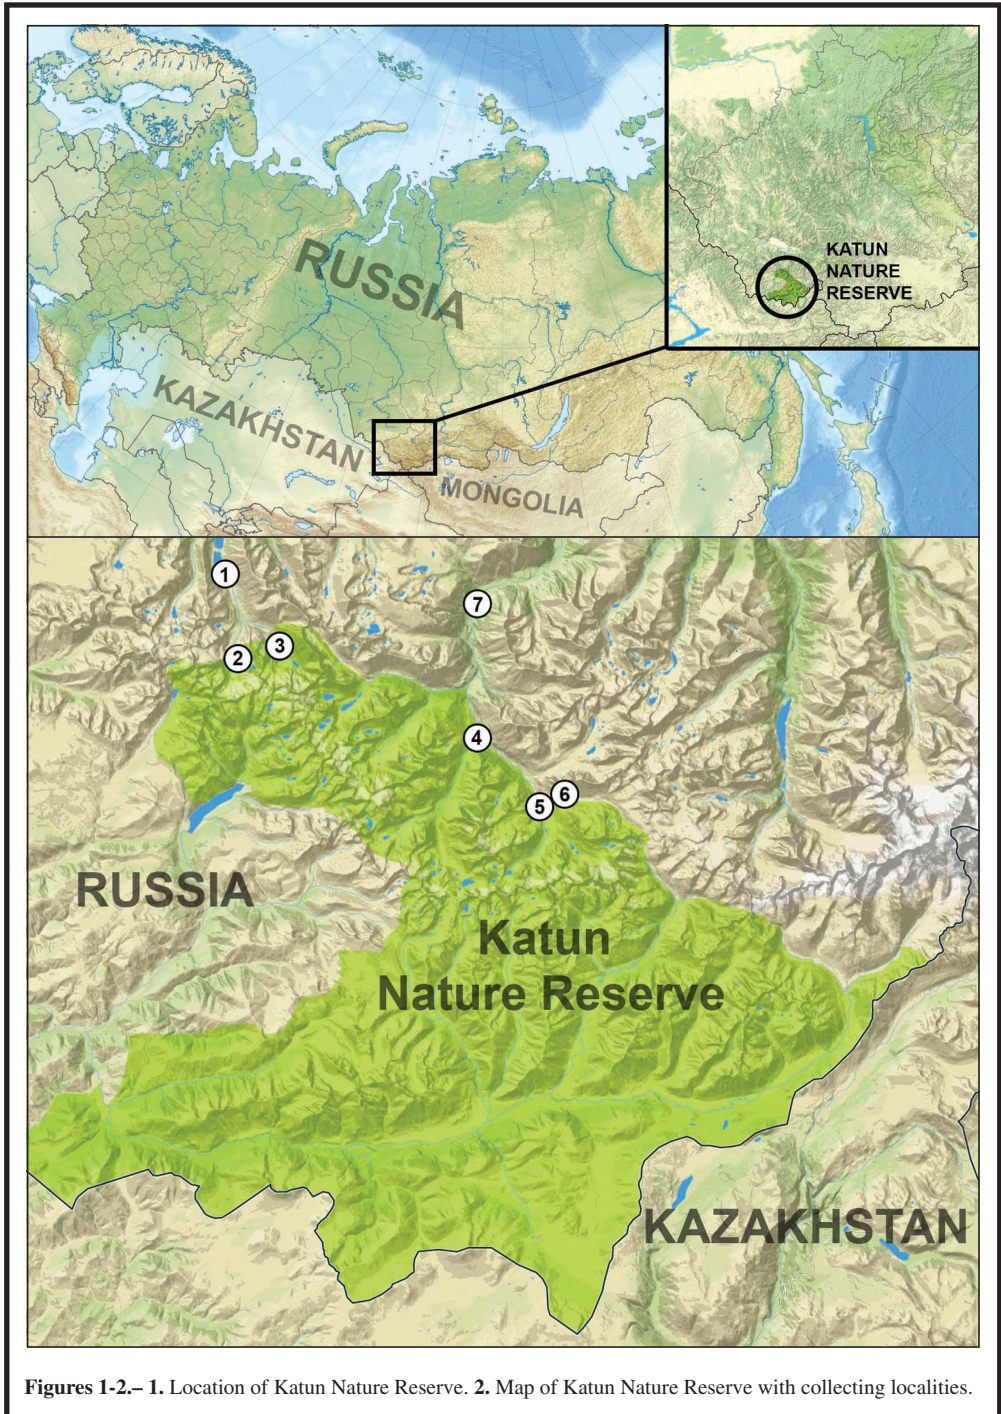 RUSSIA
KATUN
NATURE
RESERVE
KAZAKHSTAN
MONGOLIA
1
7
2
3
4
5
6
RUSSIA
Katun
Nature Reserve
KAZAKHSTAN
Figures 1-2.– 1. Location of Katun Nature Reserve. 2. Map of Katun Nature Reserve with collecting localities.